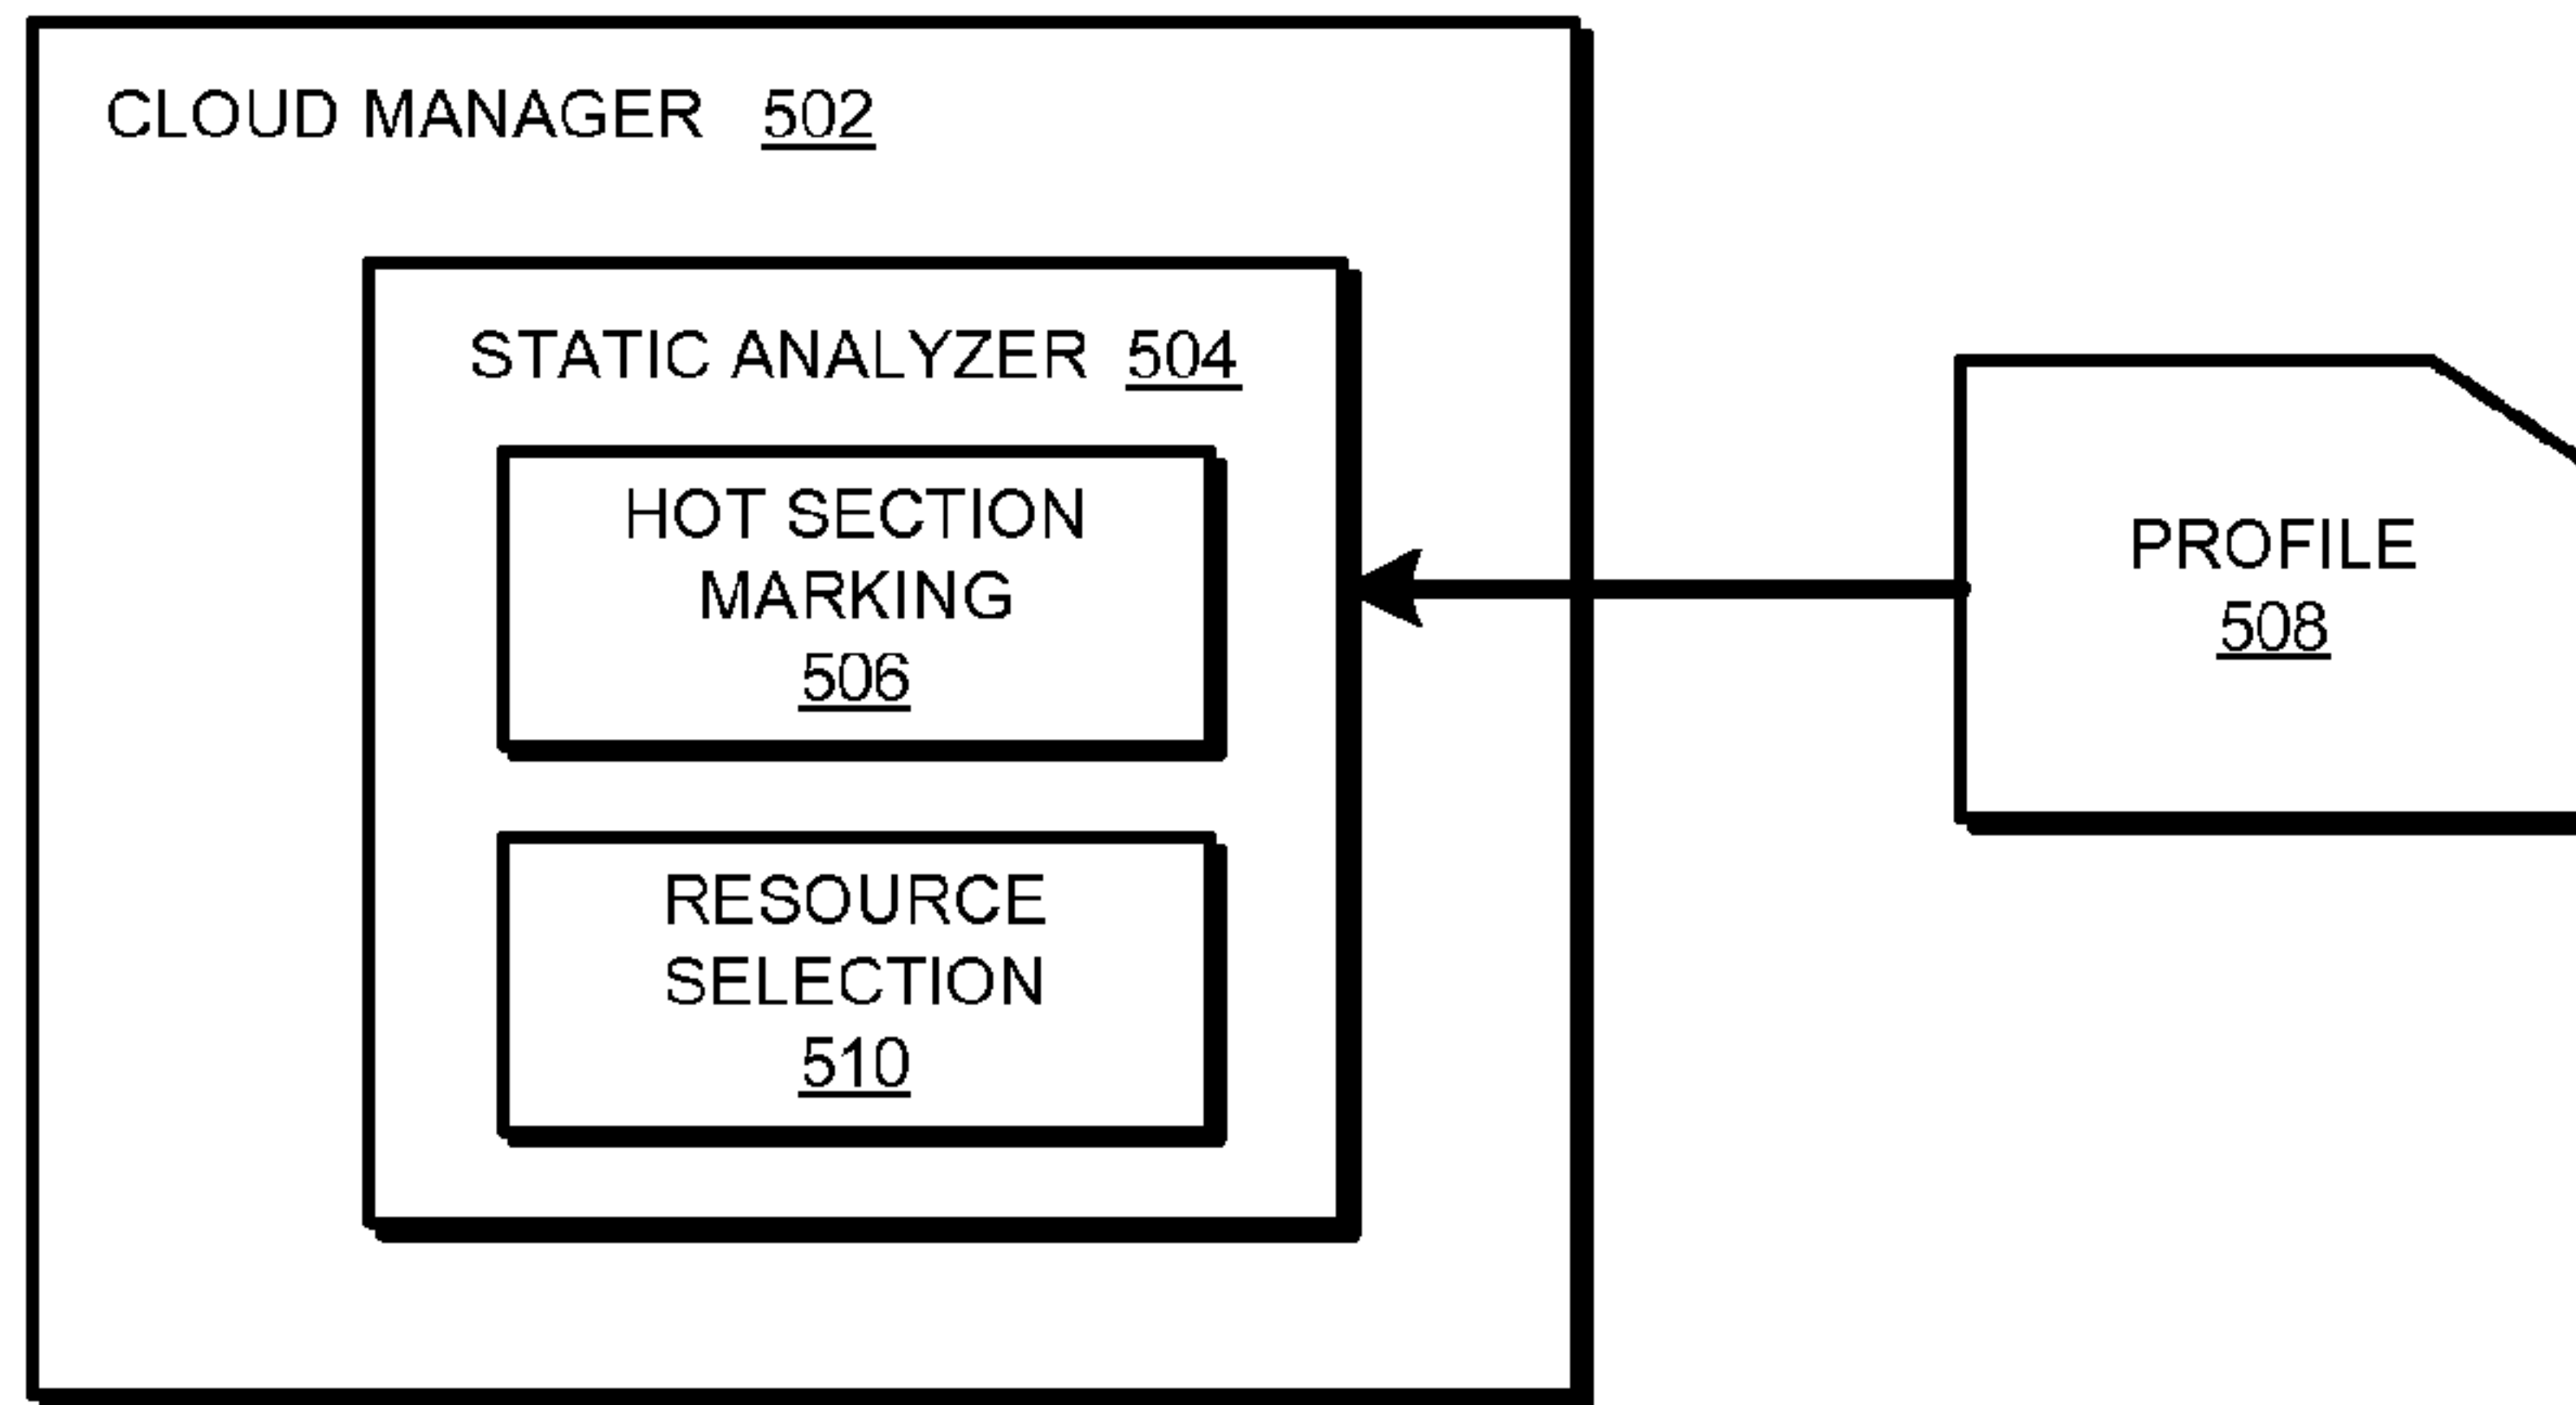 CLOUD MANAGER 502
STATIC ANALYZER 504
HOT SECTION
MARKING
506
RESOURCE
SELECTION
510
PROFILE
508